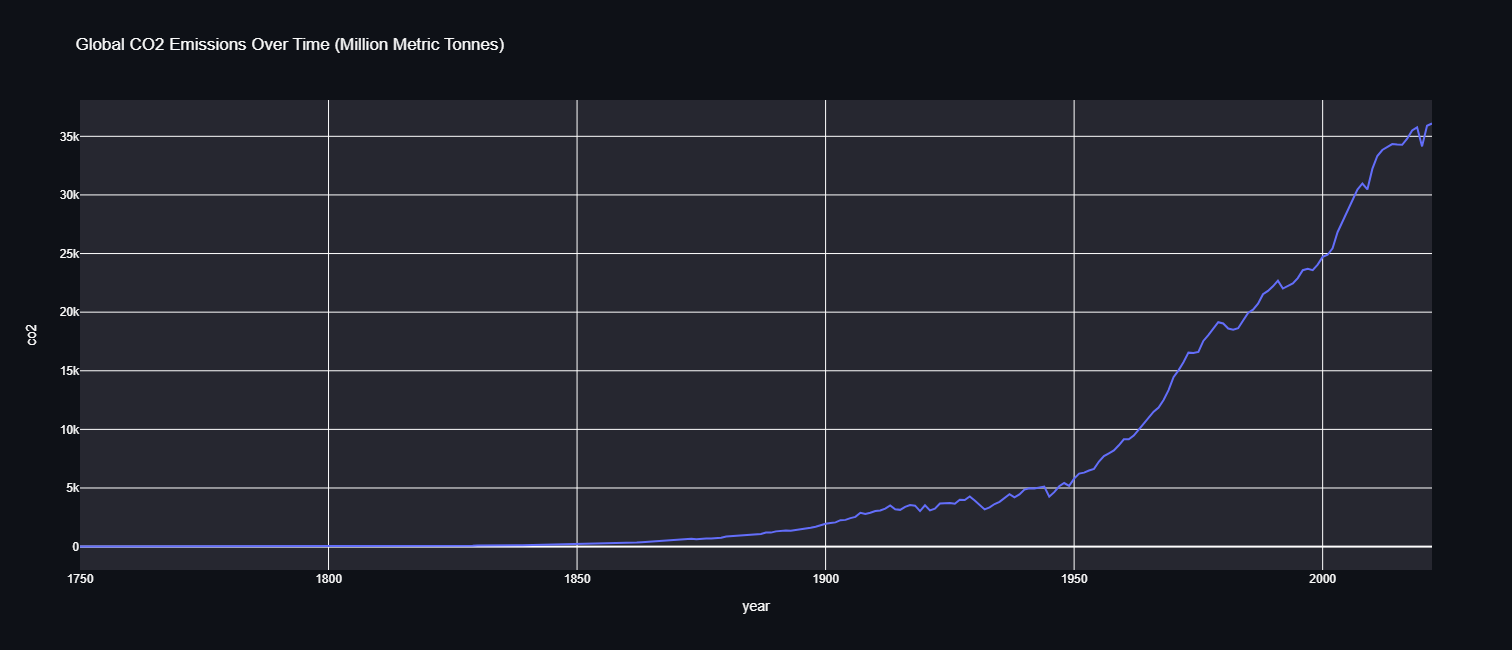 Global CO2 Emissions Over Time (Million Metric Tonnes)
35k
30k
25k
20k
15k
10k
5k
0
co2
1750 1800 1850 1900 1950 2000
year